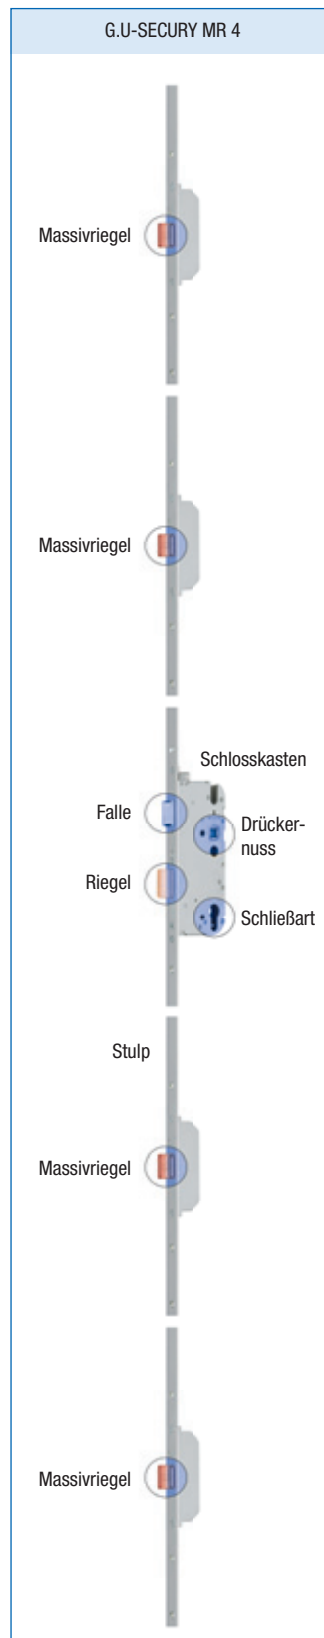 G.U-SECURY MR 4
Massivriegel
Massivriegel
Schlosskasten
Falle
Drücker-
nuss
Riegel
Schließart
Stulp
Massivriegel
Massivriegel